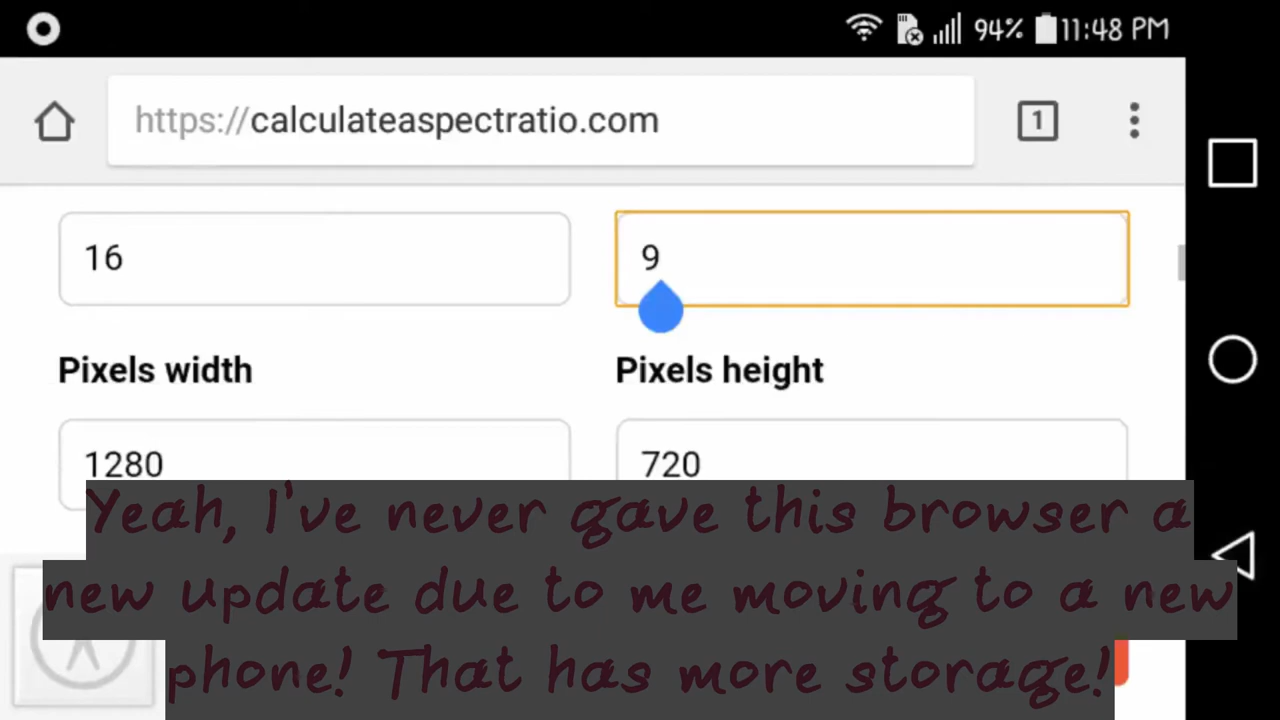 94% 11:48 PM
https://calculateaspectratio.com
1
16
9
Pixels width
Pixels height
1280
720
Yeah, I've never gave this browser a
new update due to me moving to a new
phone! That has more storage!